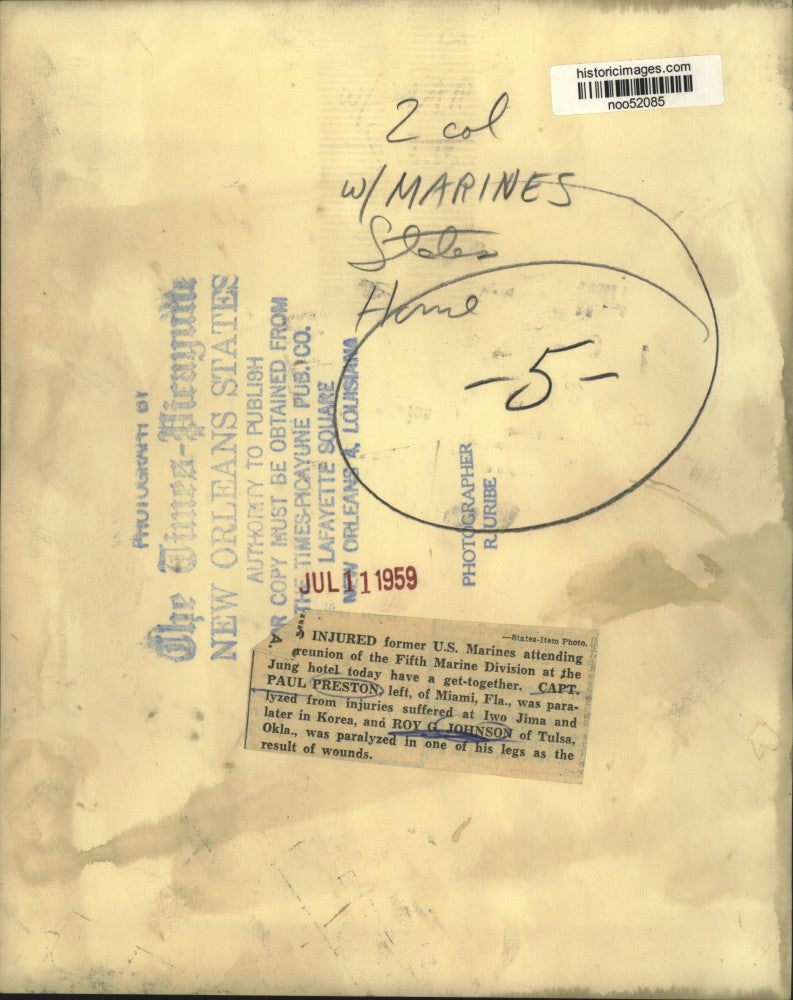 historicimages.com
noo52085
2 col
w/ MARINES
States
Home
-5-
PHOTOGRAPH BY
The Times-Picayune
NEW ORLEANS STATES
AUTHORITY TO PUBLISH
OR COPY MUST BE OBTAINED FROM
THE TIMES-PICAYUNE PUB. CO.
LAFAYETTE SQUARE
NEW ORLEANS 4, LOUISIANA
PHOTOGRAPHER
R. URIBE
JUL 11 1959
—States-Item Photo.
INJURED former U.S. Marines attending
reunion of the Fifth Marine Division at the
Jung hotel today have a get-together. CAPT.
PAUL PRESTON, left, of Miami, Fla., was para-
lyzed from injuries suffered at Iwo Jima and
later in Korea, and ROY G. JOHNSON of Tulsa,
Okla., was paralyzed in one of his legs as the
result of wounds.